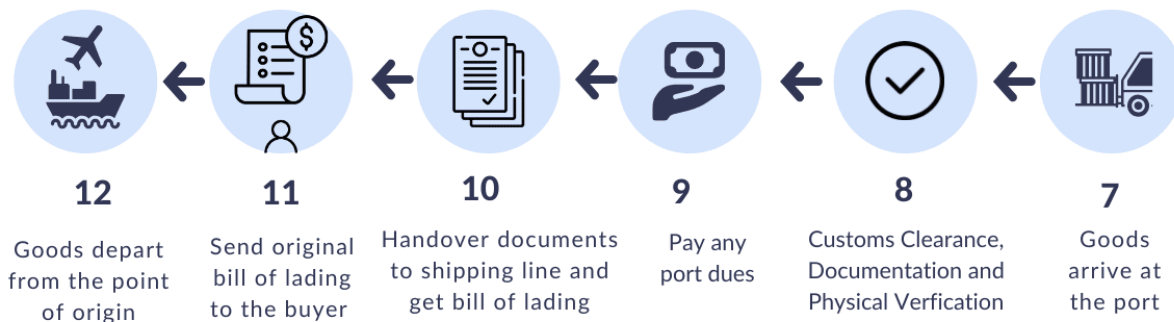 $
12
Goods depart
from the point
of origin
11
Send original
bill of lading
to the buyer
10
Handover documents
to shipping line and
get bill of lading
9
Pay any
port dues
8
Customs Clearance,
Documentation and
Physical Verfication
7
Goods
arrive at
the port